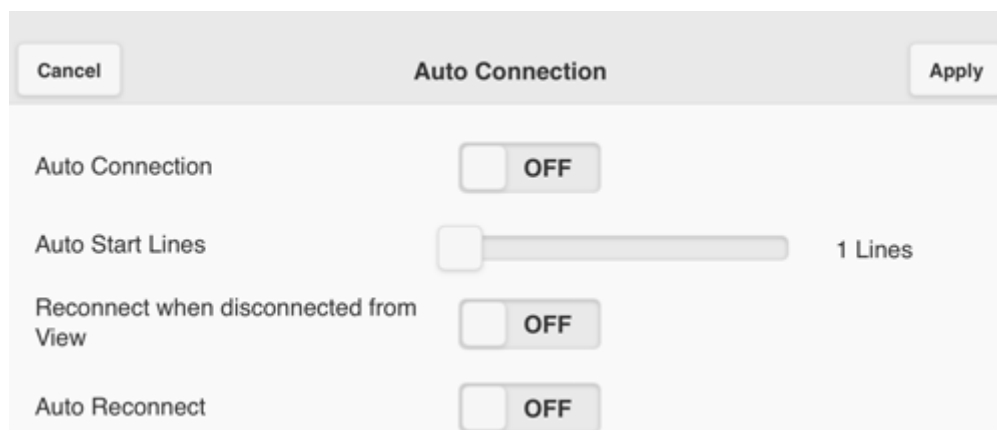 Cancel Auto Connection Apply
Auto Connection OFF
Auto Start Lines 1 Lines
Reconnect when disconnected from
View OFF
Auto Reconnect OFF